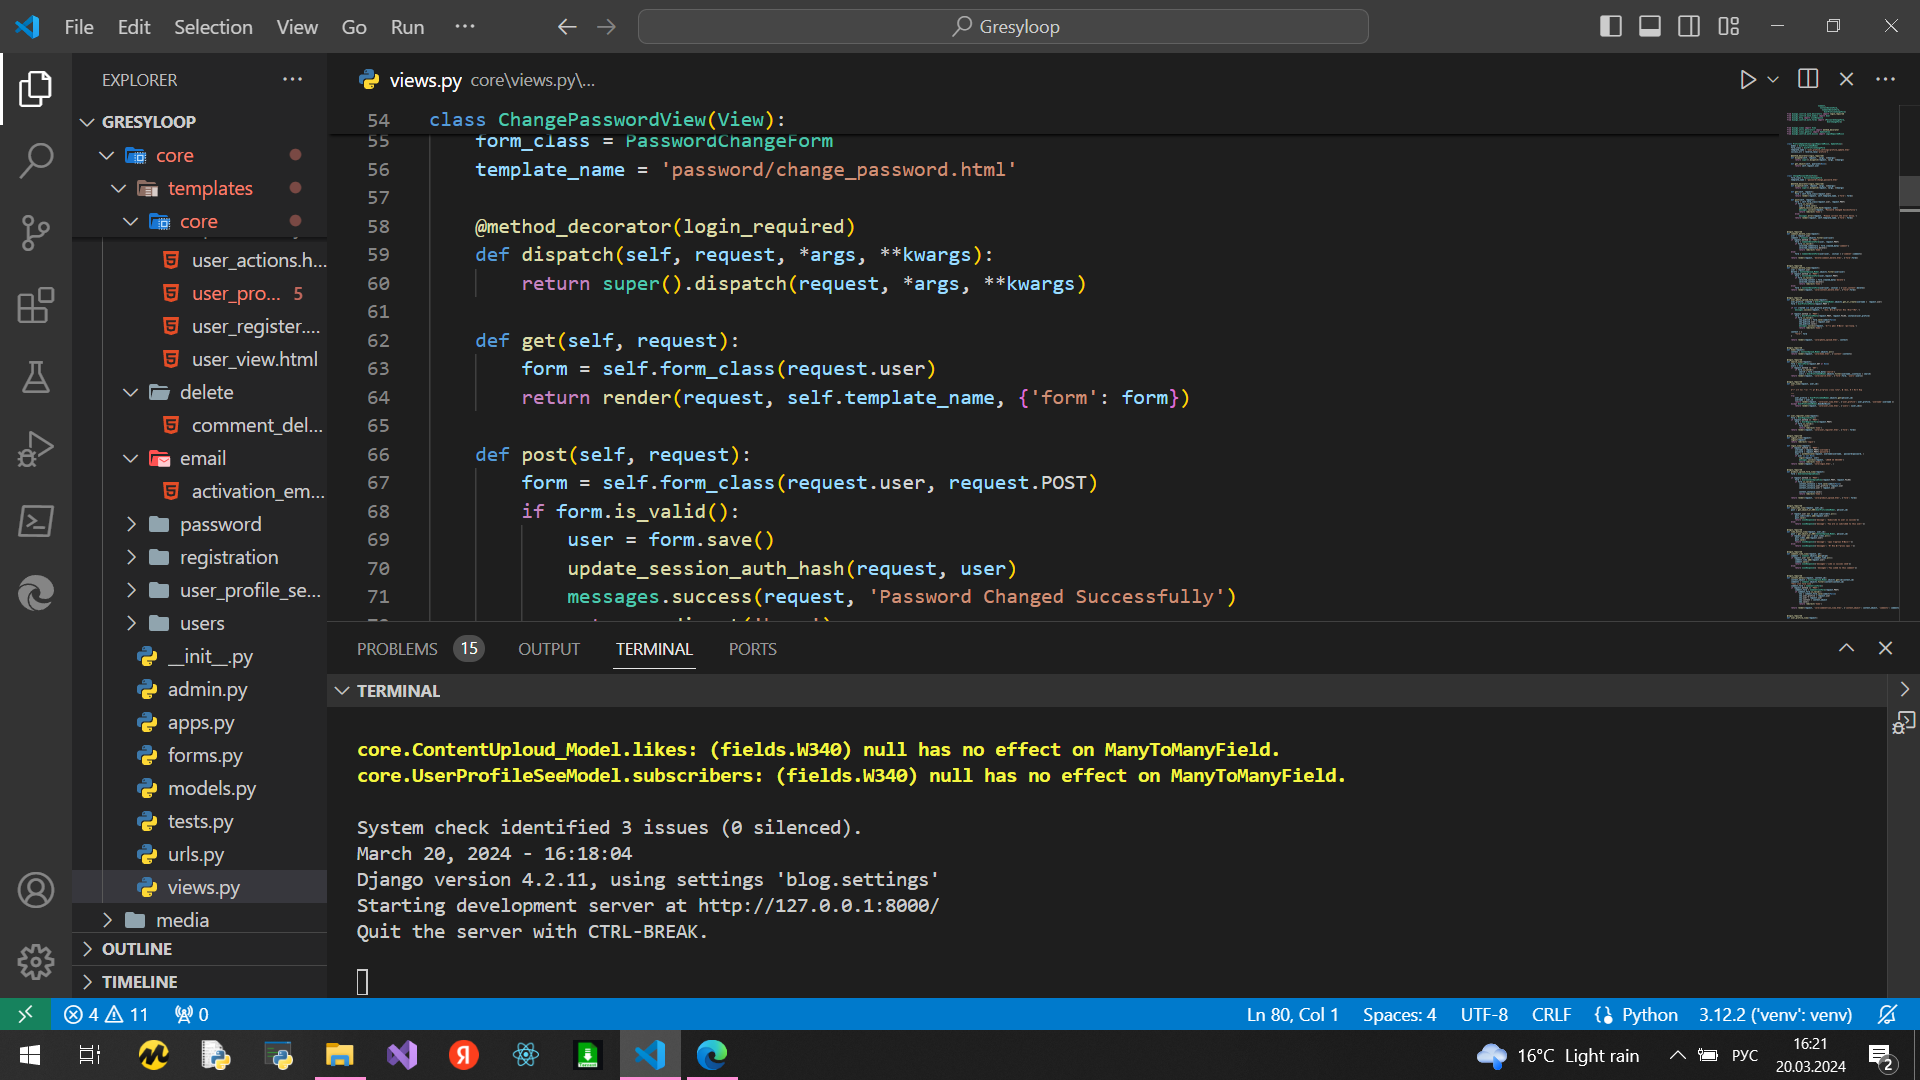 File Edit Selection View Go Run ···
Gresyloop
EXPLORER ···
GRESYLOOP
core
templates
core
user_actions.h...
user_pro... 5
user_register....
user_view.html
delete
comment_del...
email
activation_em...
password
registration
user_profile_se...
users
__init__.py
admin.py
apps.py
forms.py
models.py
tests.py
urls.py
views.py
media
OUTLINE
TIMELINE
views.py core\views.py\...
54 class ChangePasswordView(View):
55 form_class = PasswordChangeForm
56 template_name = 'password/change_password.html'
57
58 @method_decorator(login_required)
59 def dispatch(self, request, *args, **kwargs):
60 return super().dispatch(request, *args, **kwargs)
61
62 def get(self, request):
63 form = self.form_class(request.user)
64 return render(request, self.template_name, {'form': form})
65
66 def post(self, request):
67 form = self.form_class(request.user, request.POST)
68 if form.is_valid():
69 user = form.save()
70 update_session_auth_hash(request, user)
71 messages.success(request, 'Password Changed Successfully')
PROBLEMS 15 OUTPUT TERMINAL PORTS
TERMINAL
core.ContentUploud_Model.likes: (fields.W340) null has no effect on ManyToManyField.
core.UserProfileSeeModel.subscribers: (fields.W340) null has no effect on ManyToManyField.
System check identified 3 issues (0 silenced).
March 20, 2024 - 16:18:04
Django version 4.2.11, using settings 'blog.settings'
Starting development server at http://127.0.0.1:8000/
Quit the server with CTRL-BREAK.
4 11 0 Ln 80, Col 1 Spaces: 4 UTF-8 CRLF Python 3.12.2 ('venv': venv)
16°C Light rain РУС 16:21
20.03.2024 2